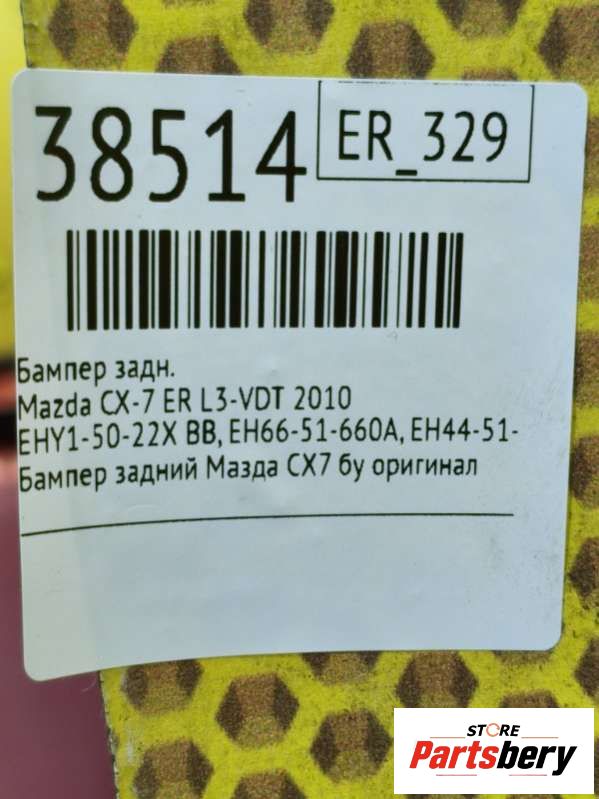 38514
ER_329
Бампер задн.
Mazda CX-7 ER L3-VDT 2010
EHY1-50-22X BB, EH66-51-660A, EH44-51-
Бампер задний Мазда СХ7 бу оригинал
STORE
Partsbery